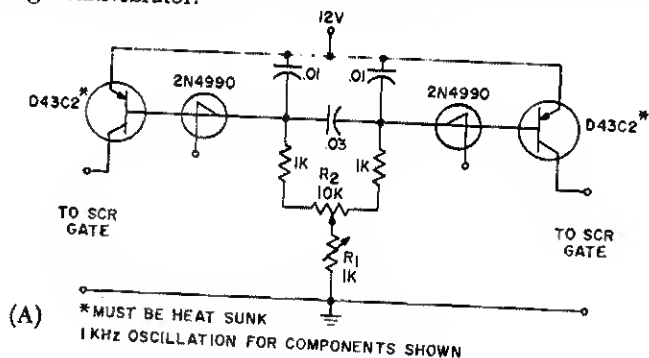 multivibrator.
12V
.01
.01
2N4990
2N4990
D43C2*
D43C2*
.03
1K
R2
10K
1K
TO SCR
GATE
R1
1K
TO SCR
GATE
(A)
*MUST BE HEAT SUNK
1 KHz OSCILLATION FOR COMPONENTS SHOWN